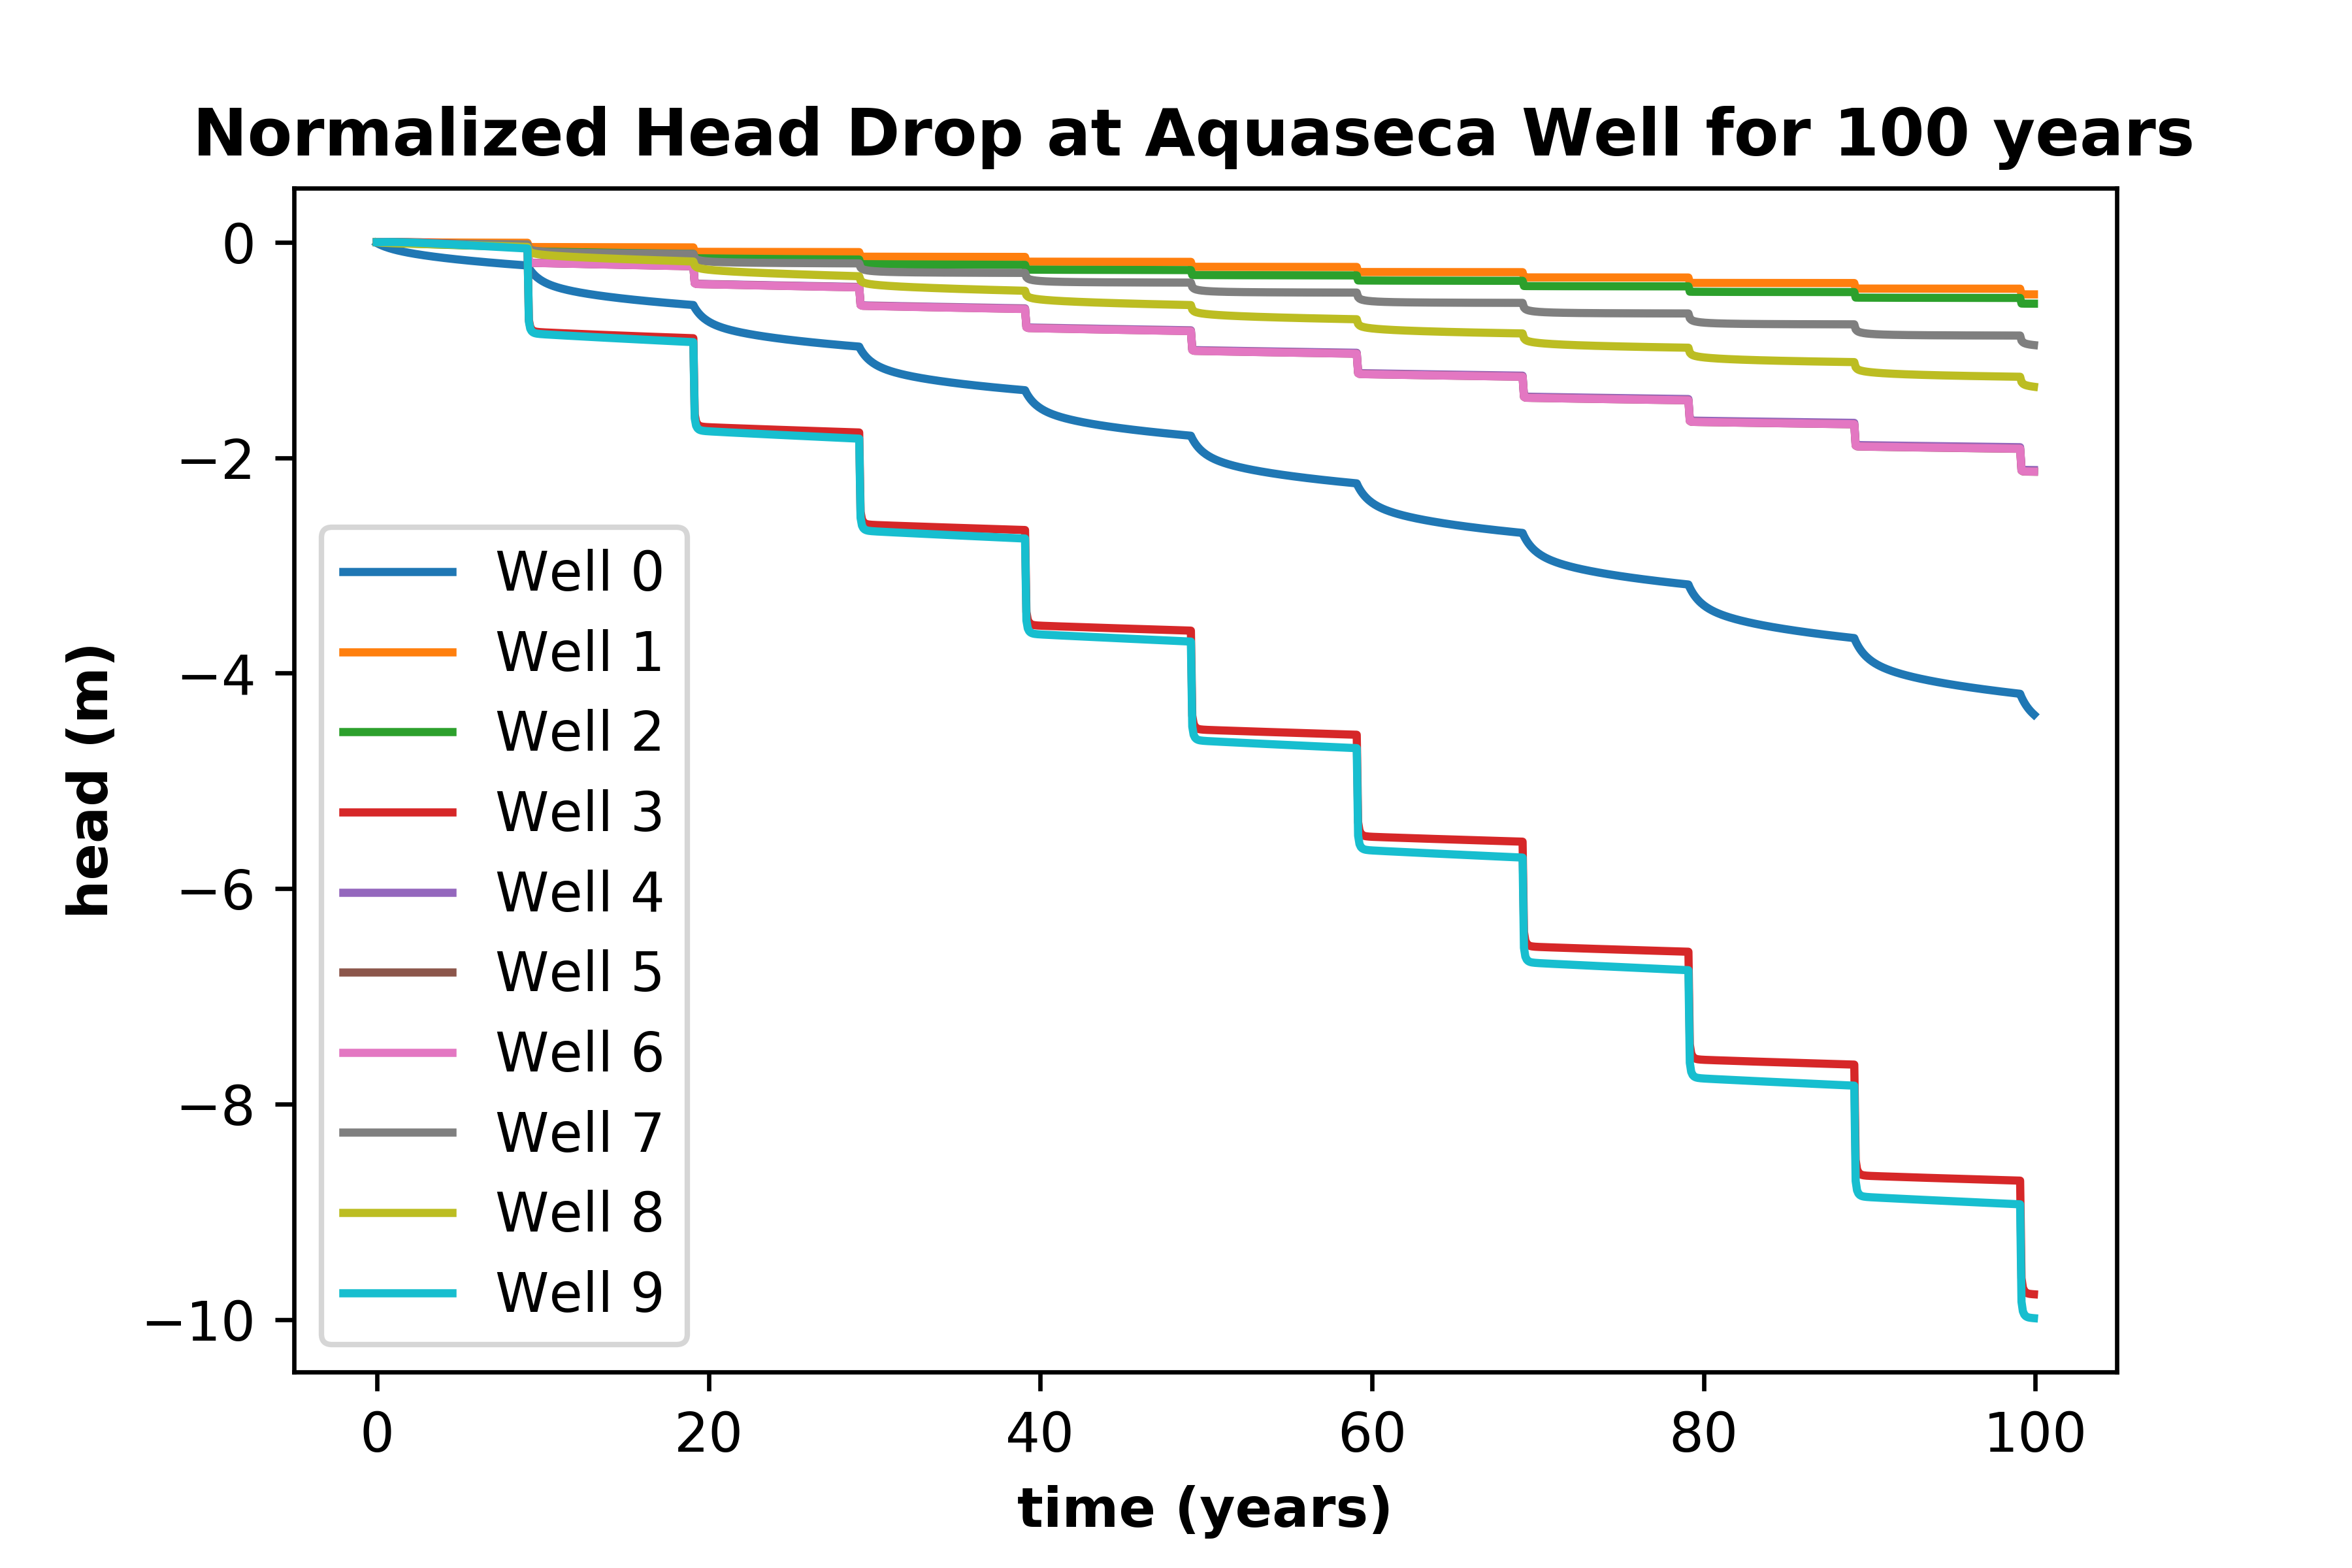 Normalized Head Drop at Aquaseca Well for 100 years
0
−2
−4
−6
−8
−10
head (m)
Well 0
Well 1
Well 2
Well 3
Well 4
Well 5
Well 6
Well 7
Well 8
Well 9
0 20 40 60 80 100
time (years)